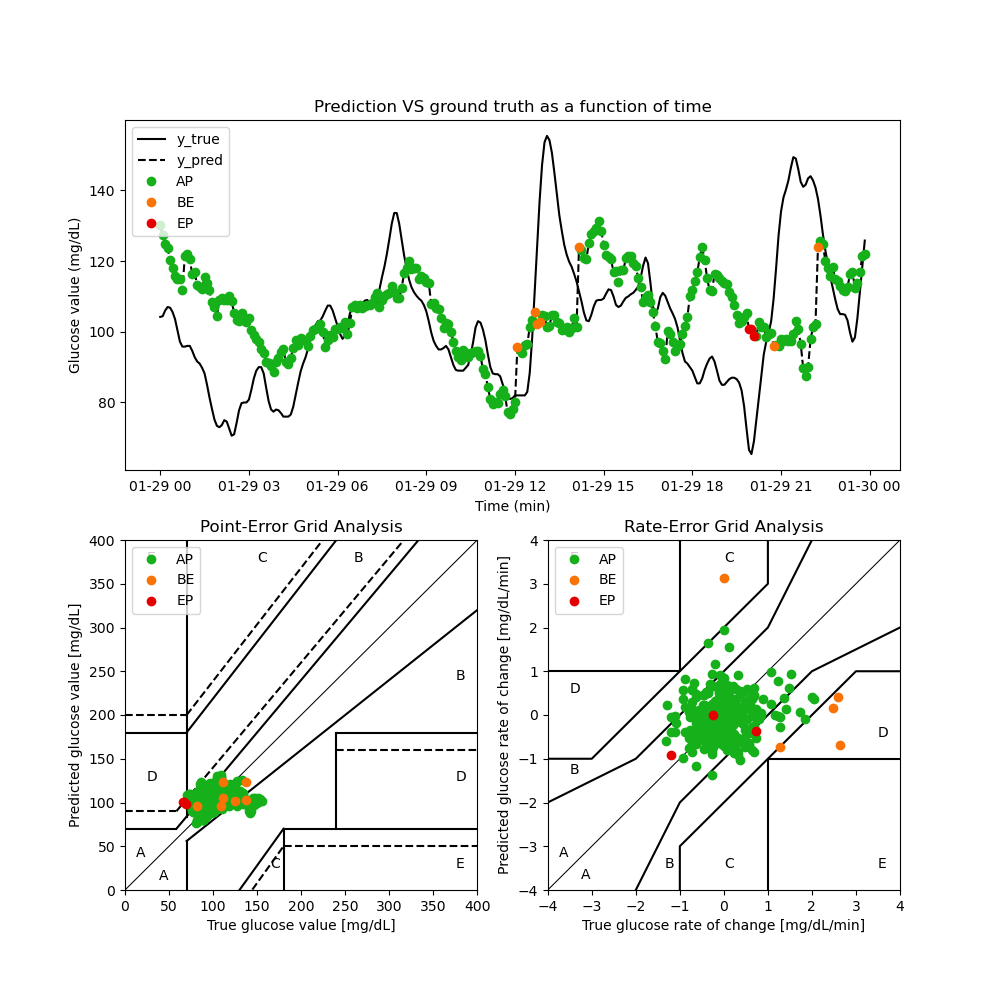 Prediction VS ground truth as a function of time
y_true
y_pred
AP
BE
EP
Glucose value (mg/dL)
140
120
100
80
01-29 00 01-29 03 01-29 06 01-29 09 01-29 12 01-29 15 01-29 18 01-29 21 01-30 00
Time (min)
Point-Error Grid Analysis
Predicted glucose value [mg/dL]
400
350
300
250
200
150
100
50
0
AP
BE
EP
C
B
B
D
D
A
A
C
E
0 50 100 150 200 250 300 350 400
True glucose value [mg/dL]
Rate-Error Grid Analysis
Predicted glucose rate of change [mg/dL/min]
4
3
2
1
0
−1
−2
−3
−4
AP
BE
EP
C
D
D
B
A
A
B
C
E
−4 −3 −2 −1 0 1 2 3 4
True glucose rate of change [mg/dL/min]